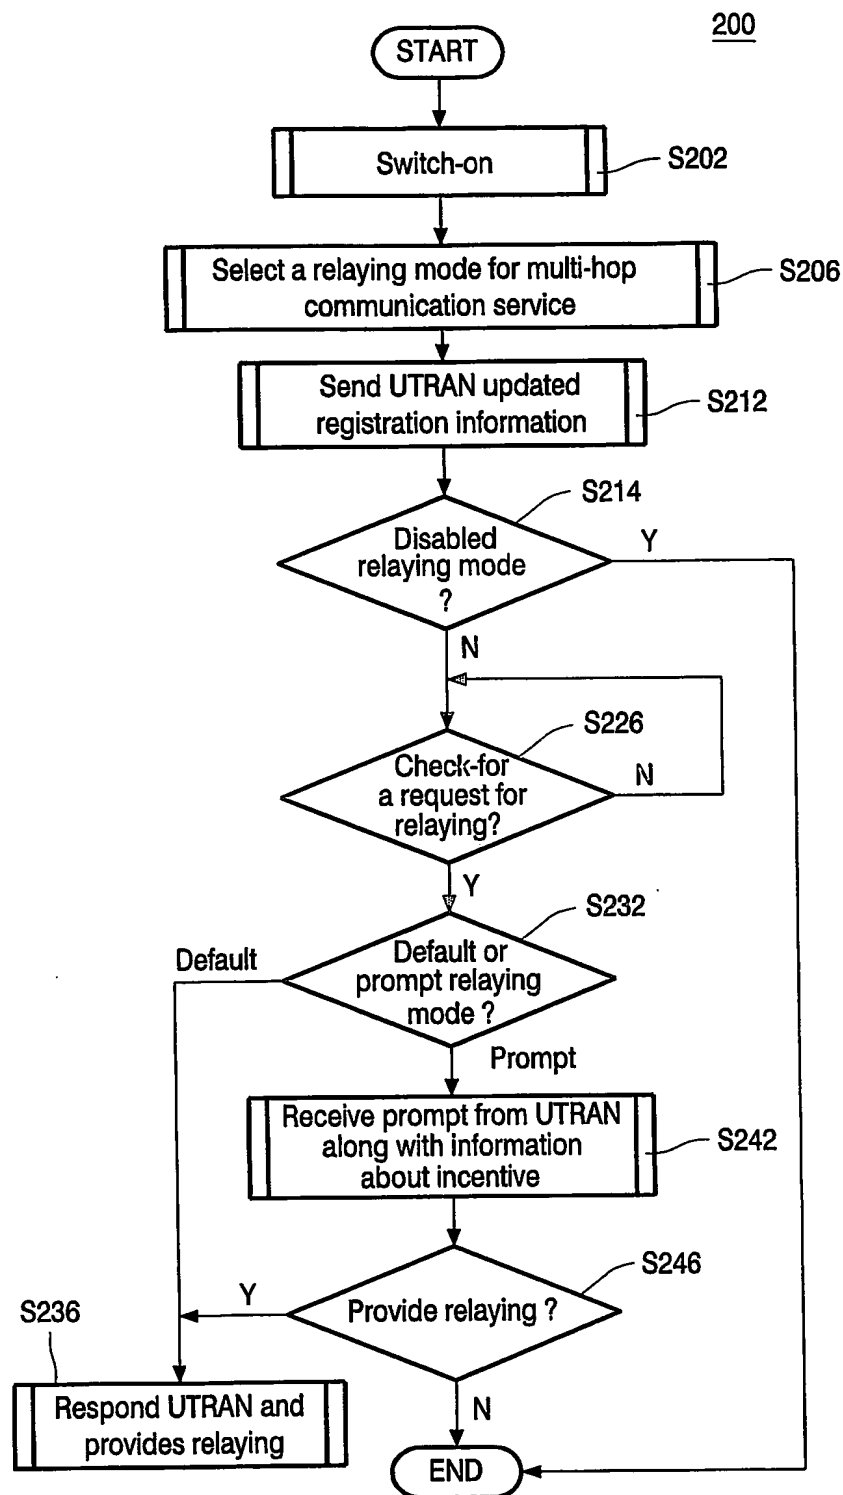 200
START
Switch-on
S202
Select a relaying mode for multi-hop
communication service
S206
Send UTRAN updated
registration information
S212
S214
Disabled
relaying mode
?
Y
N
S226
Check-for
a request for
relaying?
N
Y
S232
Default or
prompt relaying
mode ?
Default
Prompt
Receive prompt from UTRAN
along with information
about incentive
S242
S246
Provide relaying ?
Y
S236
Respond UTRAN and
provides relaying
N
END